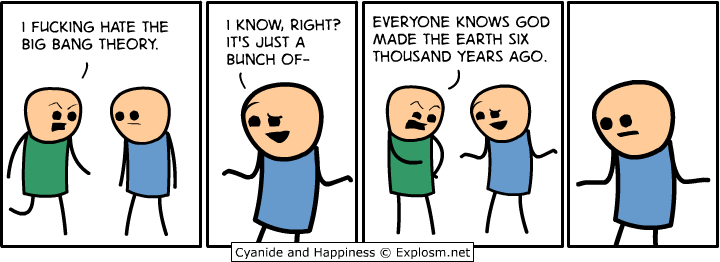 I FUCKING HATE THE
BIG BANG THEORY.
I KNOW, RIGHT?
IT'S JUST A
BUNCH OF-
EVERYONE KNOWS GOD
MADE THE EARTH SIX
THOUSAND YEARS AGO.
Cyanide and Happiness © Explosm.net